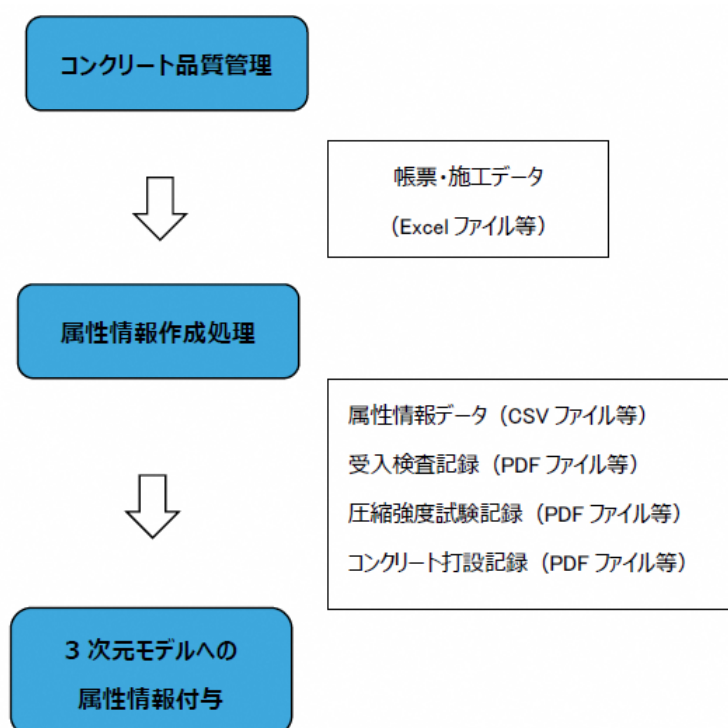 コンクリート品質管理
帳票・施工データ
(Excel ファイル等)
属性情報作成処理
属性情報データ (CSV ファイル等)
受入検査記録 (PDF ファイル等)
圧縮強度試験記録 (PDF ファイル等)
コンクリート打設記録 (PDF ファイル等)
3 次元モデルへの
属性情報付与